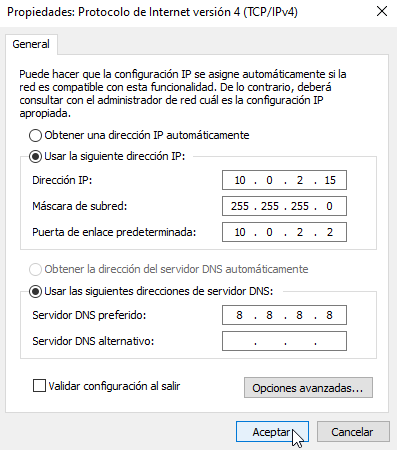 Propiedades: Protocolo de Internet versión 4 (TCP/IPv4)
General
Puede hacer que la configuración IP se asigne automáticamente si la
red es compatible con esta funcionalidad. De lo contrario, deberá
consultar con el administrador de red cuál es la configuración IP
apropiada.
Obtener una dirección IP automáticamente
Usar la siguiente dirección IP:
Dirección IP: 10 . 0 . 2 . 15
Máscara de subred: 255 . 255 . 255 . 0
Puerta de enlace predeterminada: 10 . 0 . 2 . 2
Obtener la dirección del servidor DNS automáticamente
Usar las siguientes direcciones de servidor DNS:
Servidor DNS preferido: 8 . 8 . 8 . 8
Servidor DNS alternativo: . . .
Validar configuración al salir
Opciones avanzadas...
Aceptar Cancelar